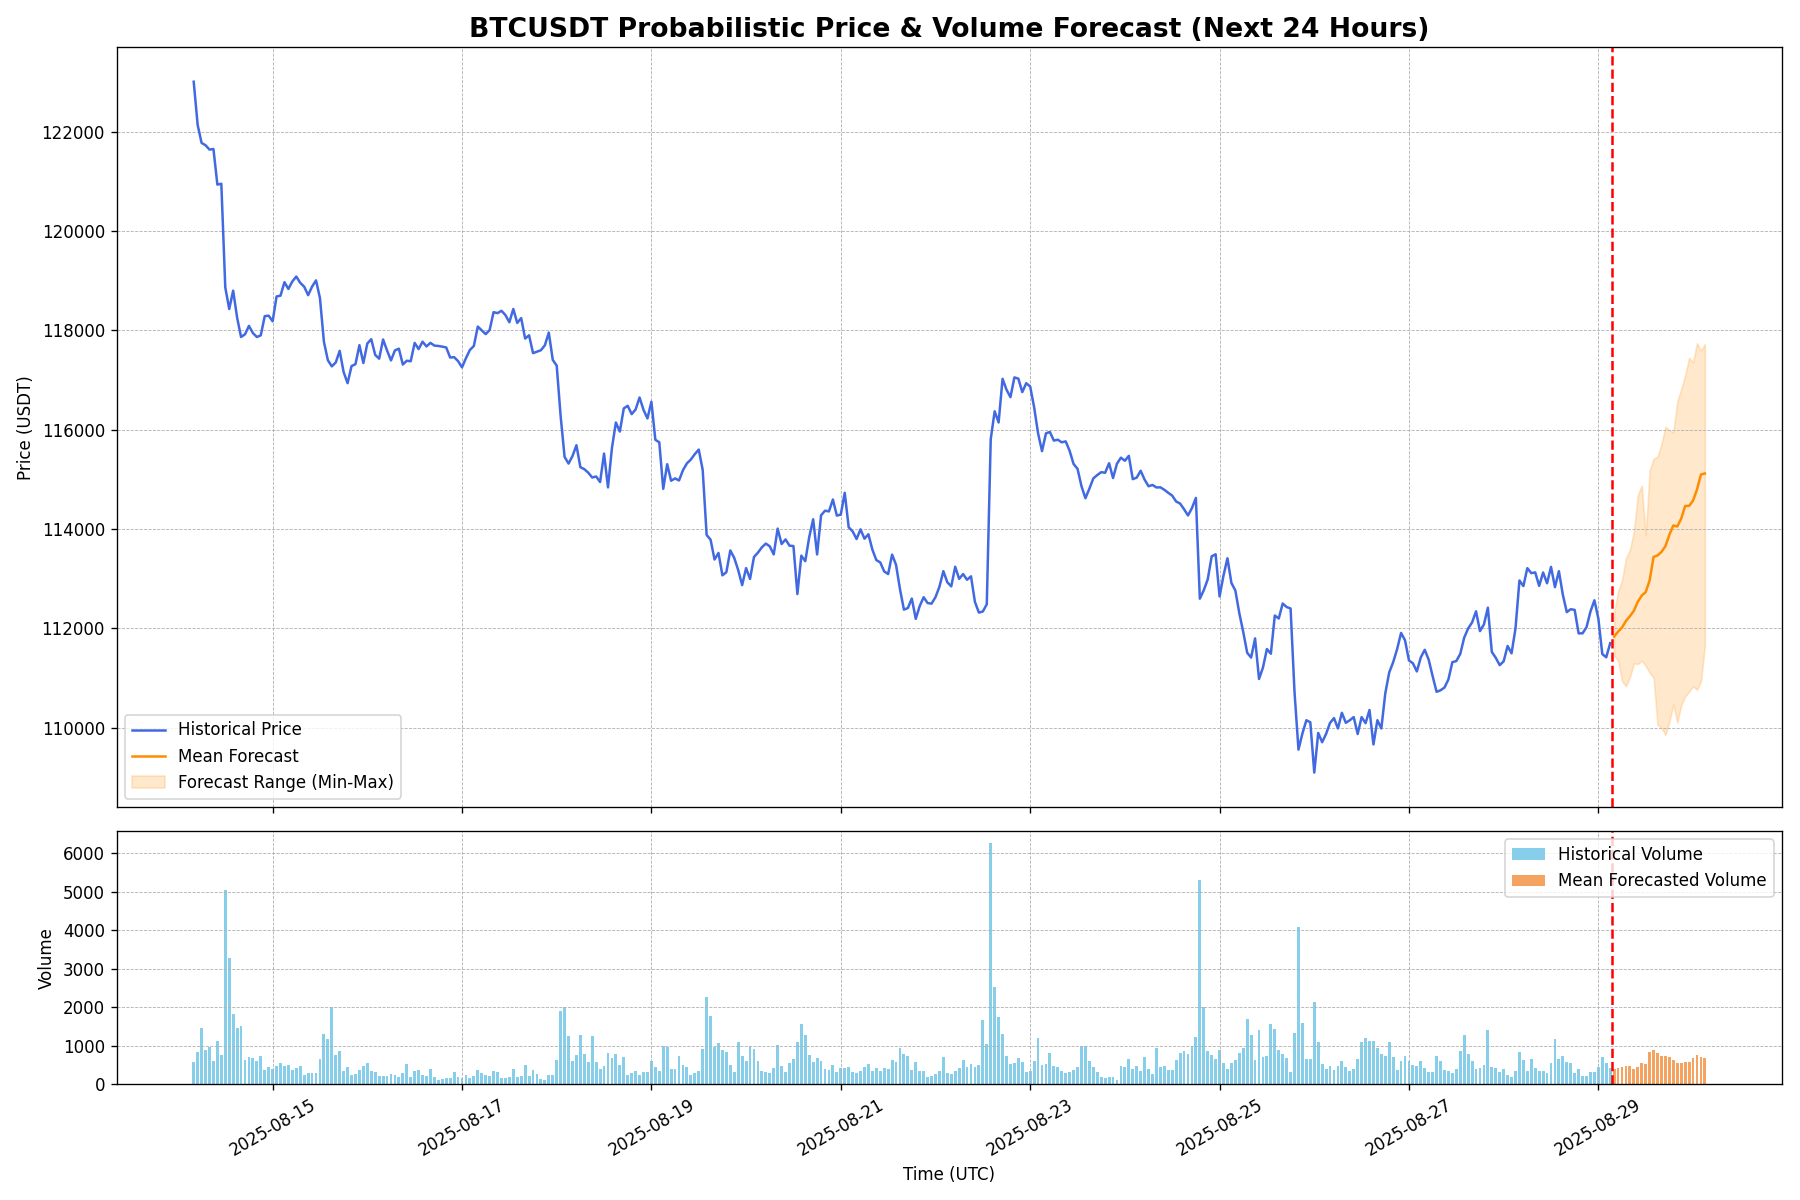 BTCUSDT Probabilistic Price & Volume Forecast (Next 24 Hours)
122000
120000
118000
116000
114000
112000
110000
Price (USDT)
Historical Price
Mean Forecast
Forecast Range (Min-Max)
6000
5000
4000
3000
2000
1000
0
Volume
Historical Volume
Mean Forecasted Volume
2025-08-15
2025-08-17
2025-08-19
2025-08-21
2025-08-23
2025-08-25
2025-08-27
2025-08-29
Time (UTC)